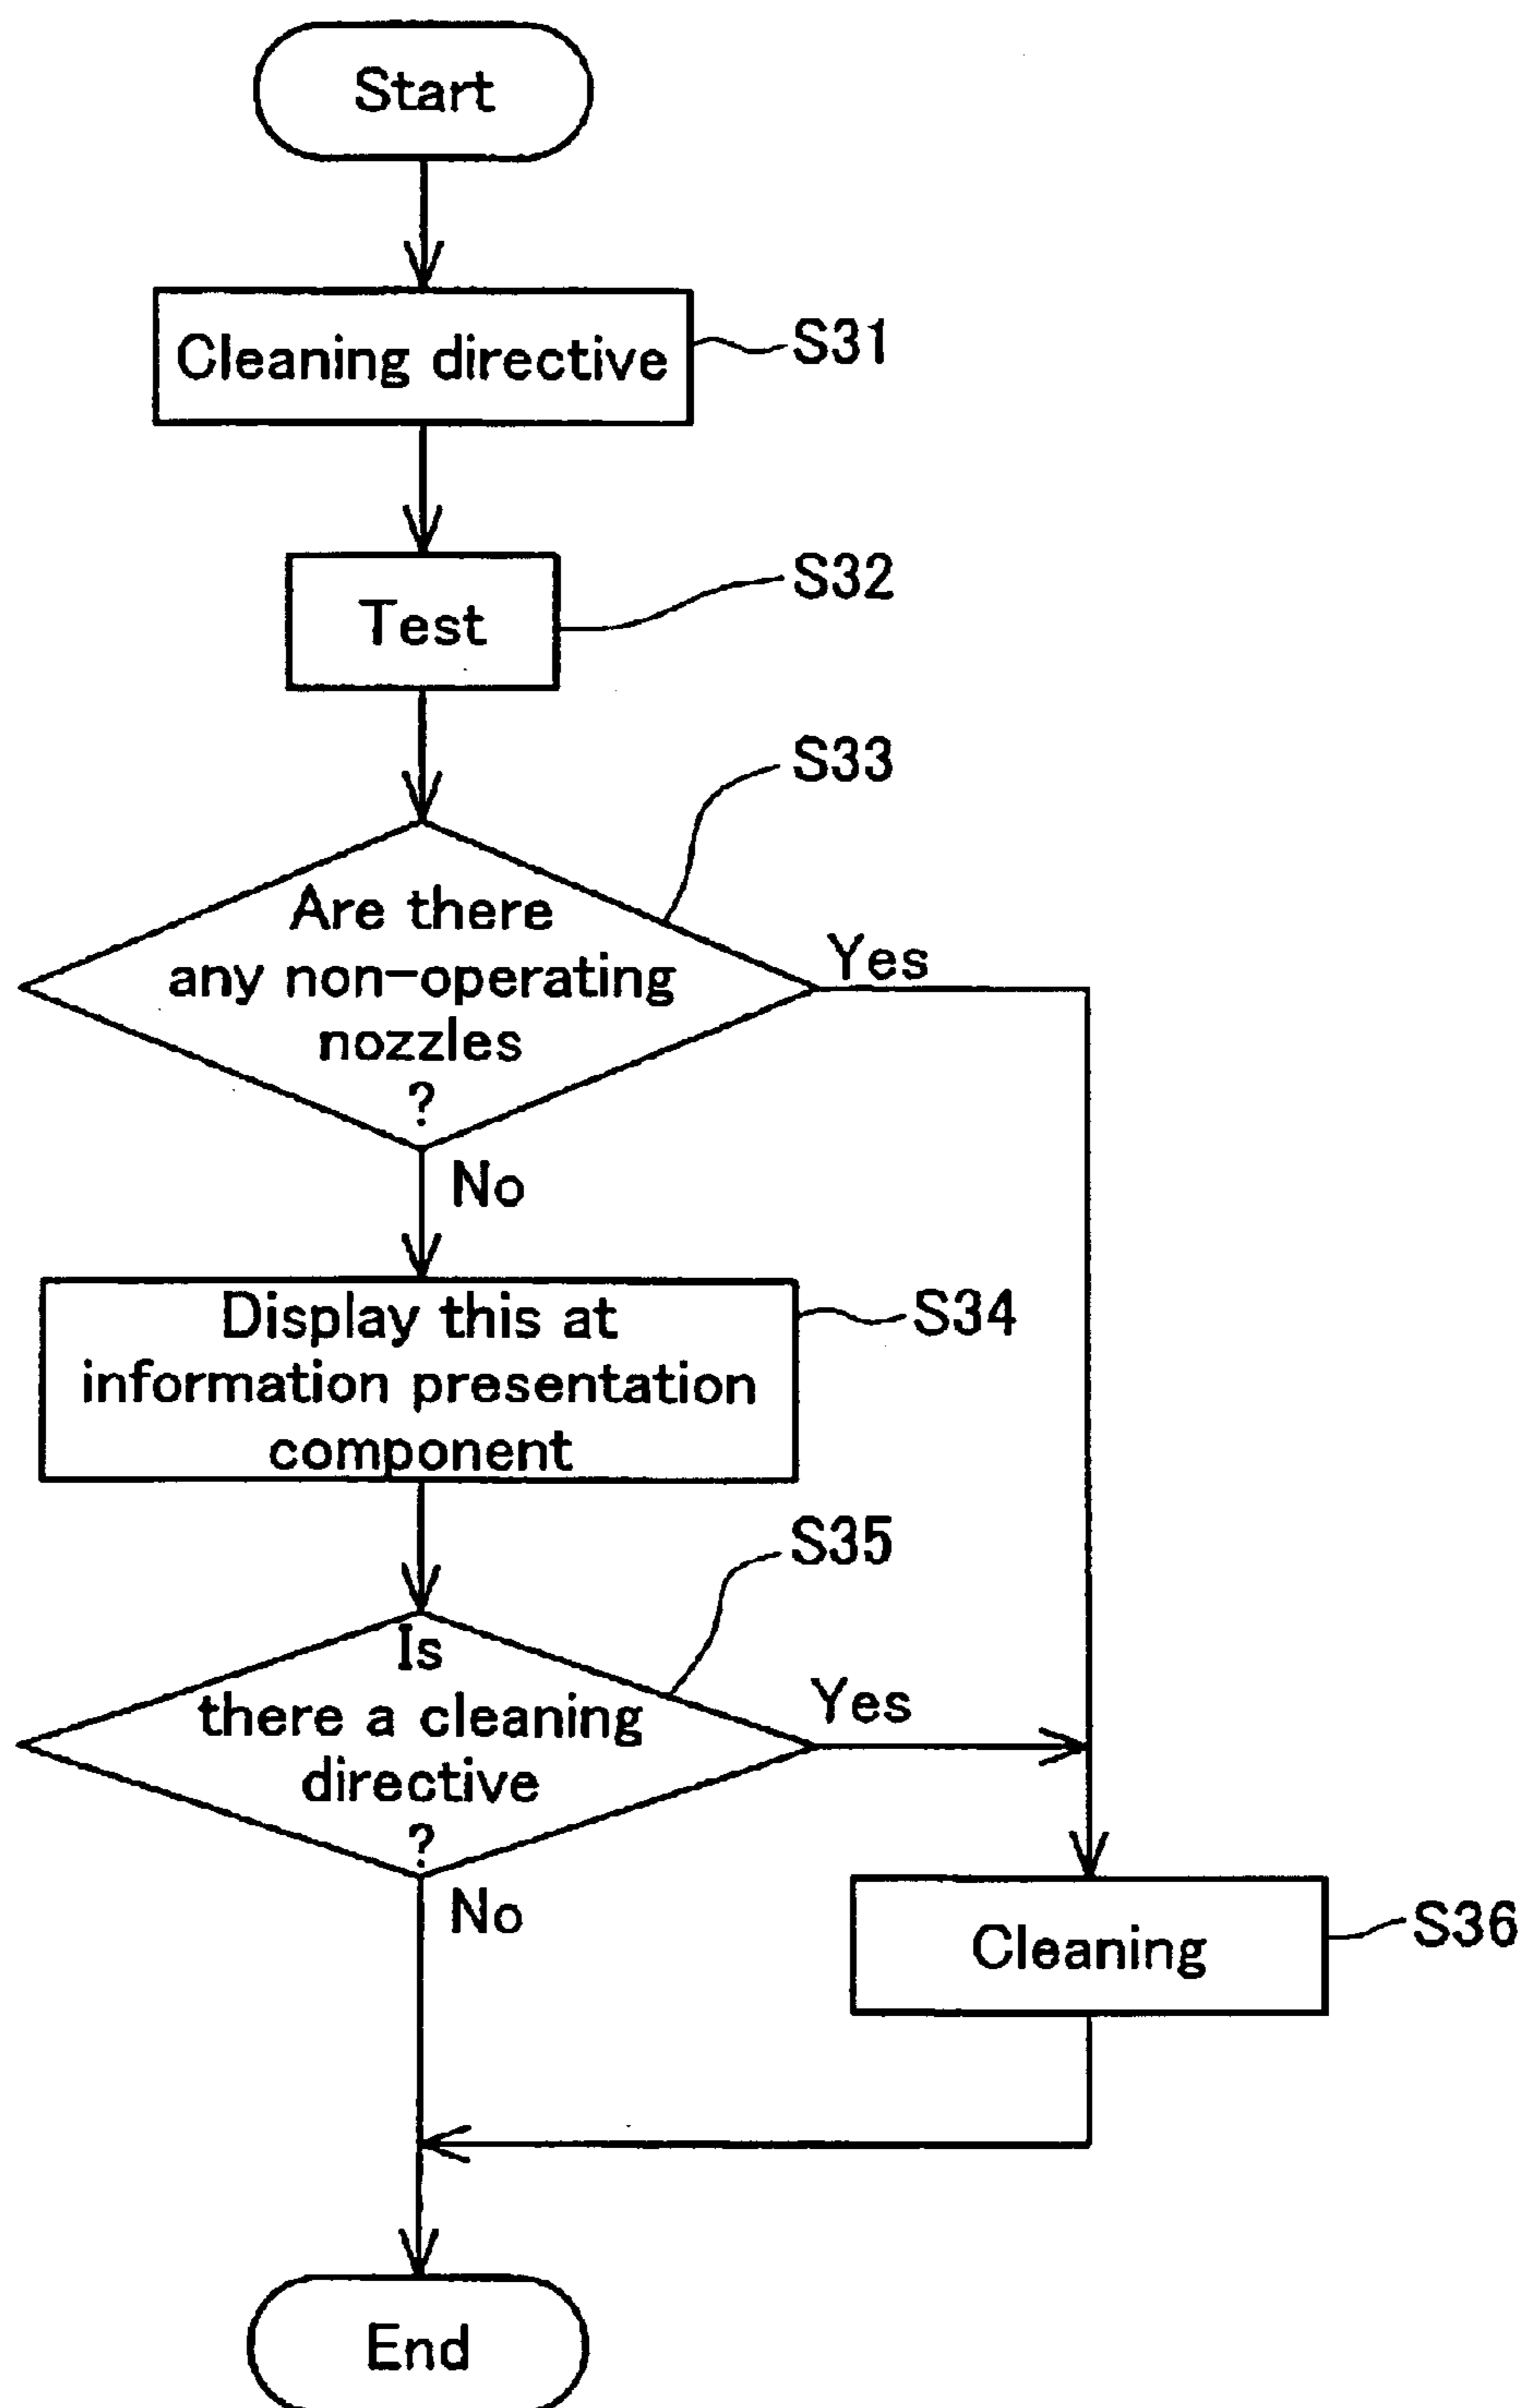 Start
Cleaning directive
S31
Test
S32
S33
Are there
any non-operating
nozzles
?
Yes
No
Display this at
information presentation
component
S34
S35
Is
there a cleaning
directive
?
Yes
No
Cleaning
S36
End